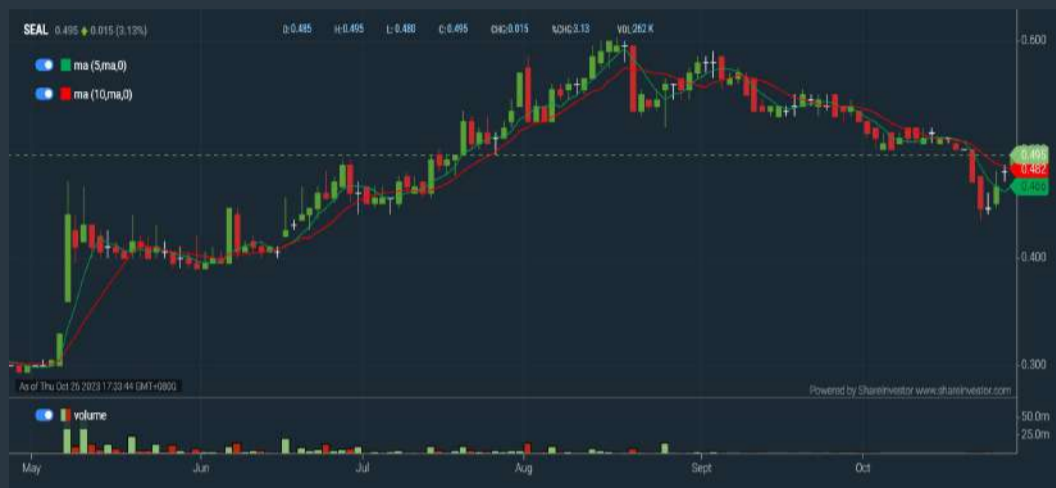 SEAL 0.495 0.015 (3.13%) O: 0.485 H: 0.495 L: 0.480 C: 0.495 CHG: 0.015 %CHG: 3.13 VOL: 262 K
ma (5,ma,0)
ma (10,ma,0)
0.600
0.495
0.482
0.466
0.400
0.300
As of Thu Oct 26 2023 17:33:44 GMT+0800
Powered by ShareInvestor www.shareinvestor.com
volume
50.0m
25.0m
May Jun Jul Aug Sept Oct